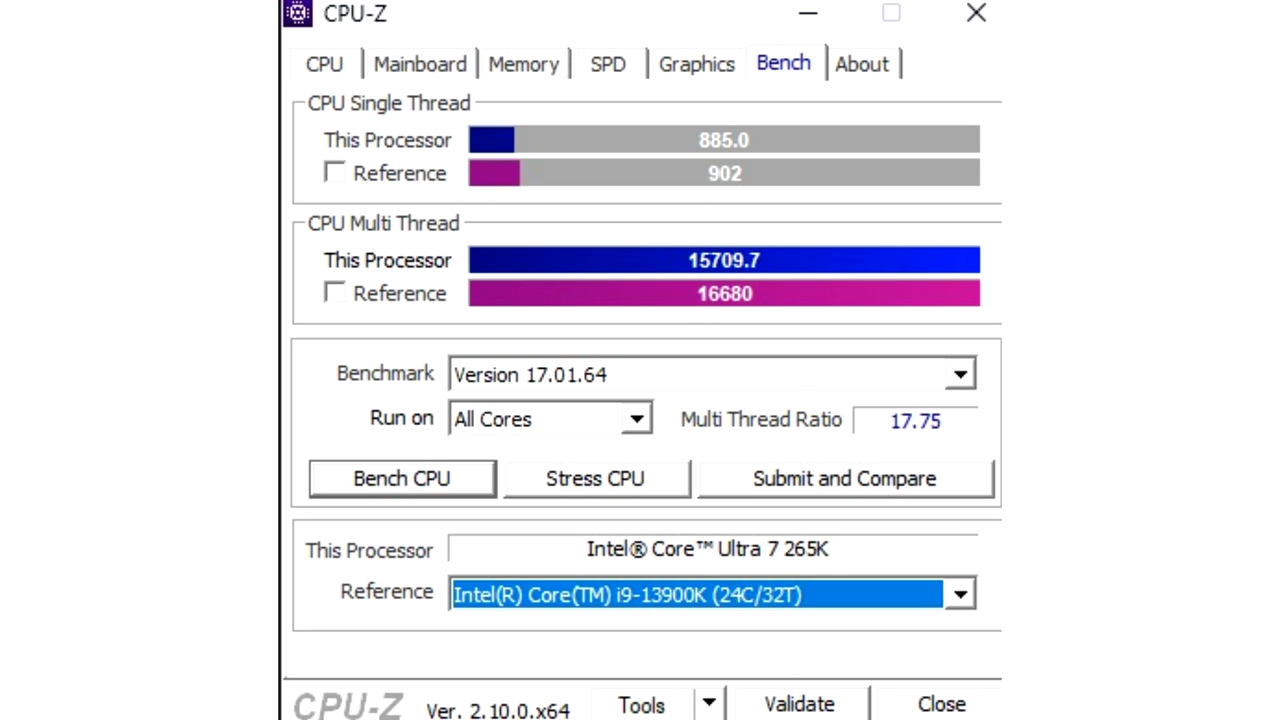 CPU-Z
CPU Mainboard Memory SPD Graphics Bench About
CPU Single Thread
This Processor 885.0
Reference 902
CPU Multi Thread
This Processor 15709.7
Reference 16680
Benchmark Version 17.01.64
Run on All Cores Multi Thread Ratio 17.75
Bench CPU Stress CPU Submit and Compare
This Processor Intel® Core™ Ultra 7 265K
Reference Intel(R) Core(TM) i9-13900K (24C/32T)
CPU-Z Ver. 2.10.0.x64 Tools Validate Close